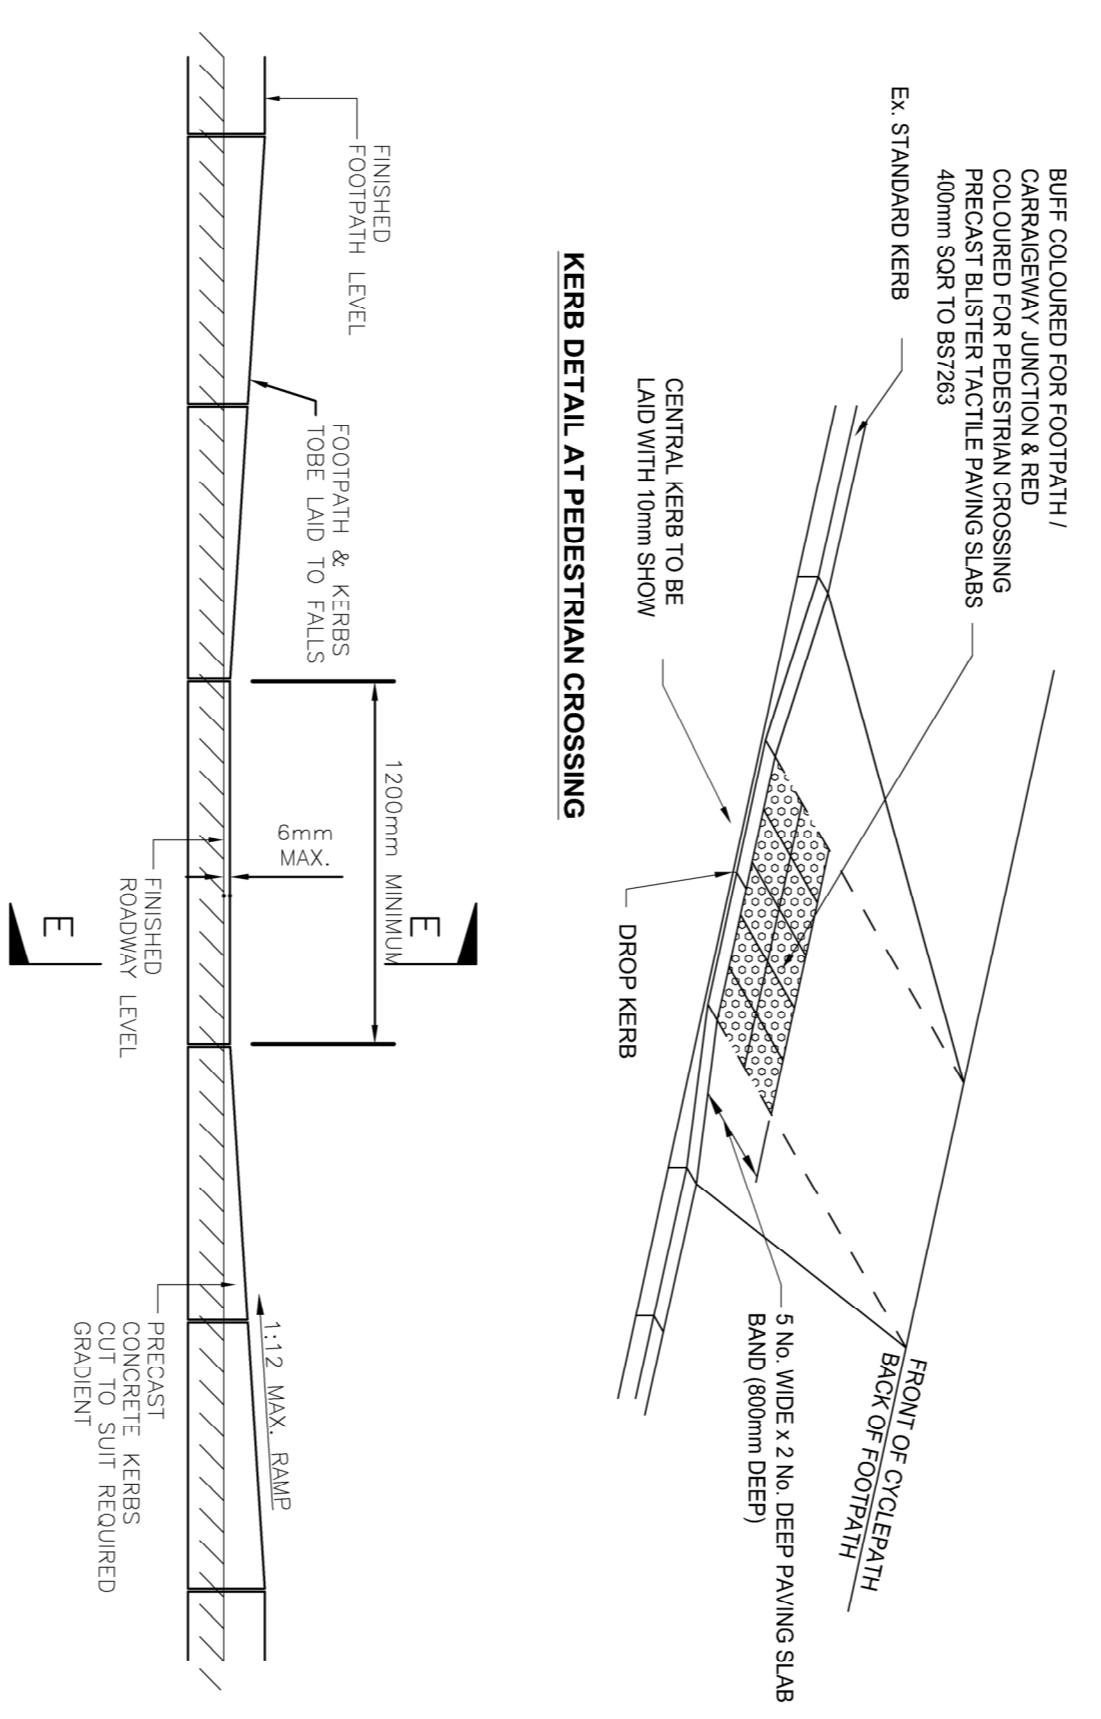 BUFF COLOURED FOR FOOTPATH /
CARRAIGEWAY JUNCTION & RED
COLOURED FOR PEDESTRIAN CROSSING
PRECAST BLISTER TACTILE PAVING SLABS
400mm SQR TO BS7263
Ex. STANDARD KERB
FRONT OF CYCLEPATH
BACK OF FOOTPATH
5 No. WIDE x 2 No. DEEP PAVING SLAB
BAND (800mm DEEP)
CENTRAL KERB TO BE
LAID WITH 10mm SHOW
DROP KERB
KERB DETAIL AT PEDESTRIAN CROSSING
FINISHED
FOOTPATH LEVEL
FOOTPATH & KERBS
TOBE LAID TO FALLS
1200mm MINIMUM
6mm
MAX.
E
1:12 MAX. RAMP
FINISHED
ROADWAY LEVEL
E
PRECAST
CONCRETE KERBS
CUT TO SUIT REQUIRED
GRADIENT